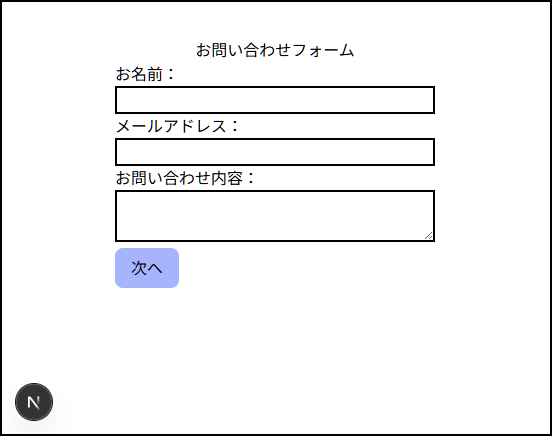 お問い合わせフォーム
お名前：
メールアドレス：
お問い合わせ内容：
次へ
N